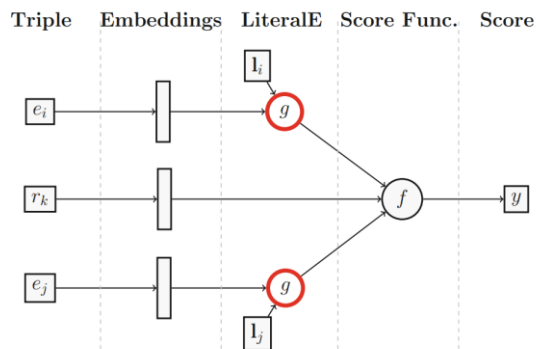 Triple Embeddings LiteralE Score Func. Score
l_i
e_i g
r_k f y
e_j g
l_j